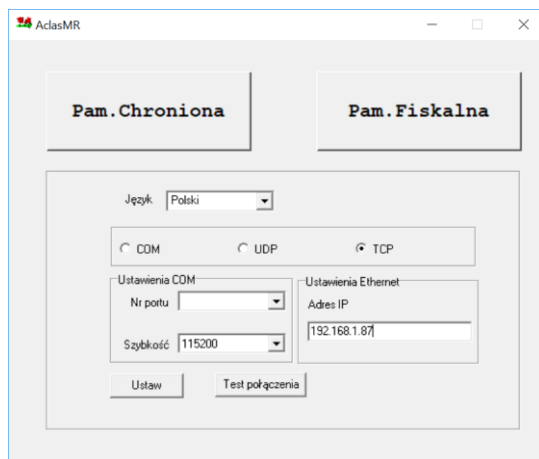 AclasMR
Pam.Chroniona Pam.Fiskalna
Język Polski
COM UDP TCP
Ustawienia COM Ustawienia Ethernet
Nr portu Adres IP
192.168.1.87
Szybkość 115200
Ustaw Test połączenia